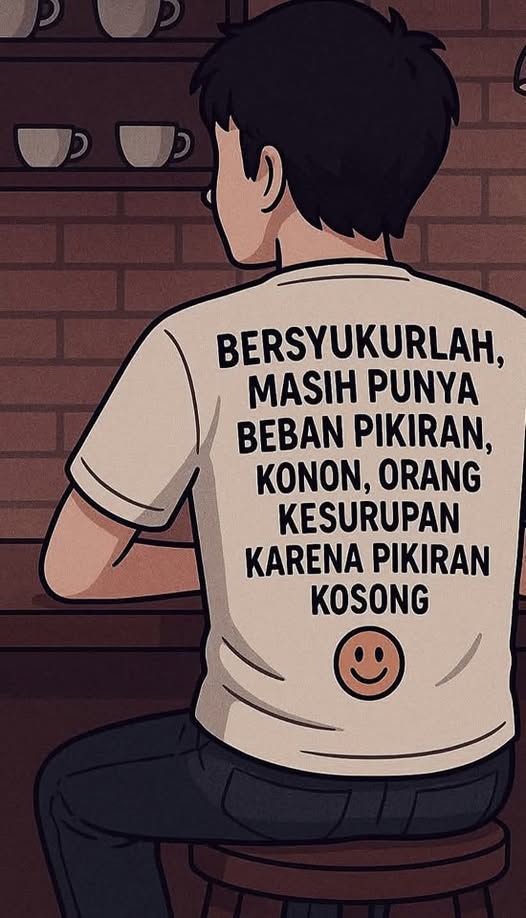 BERSYUKURLAH,
MASIH PUNYA
BEBAN PIKIRAN,
KONON, ORANG
KESURUPAN
KARENA PIKIRAN
KOSONG